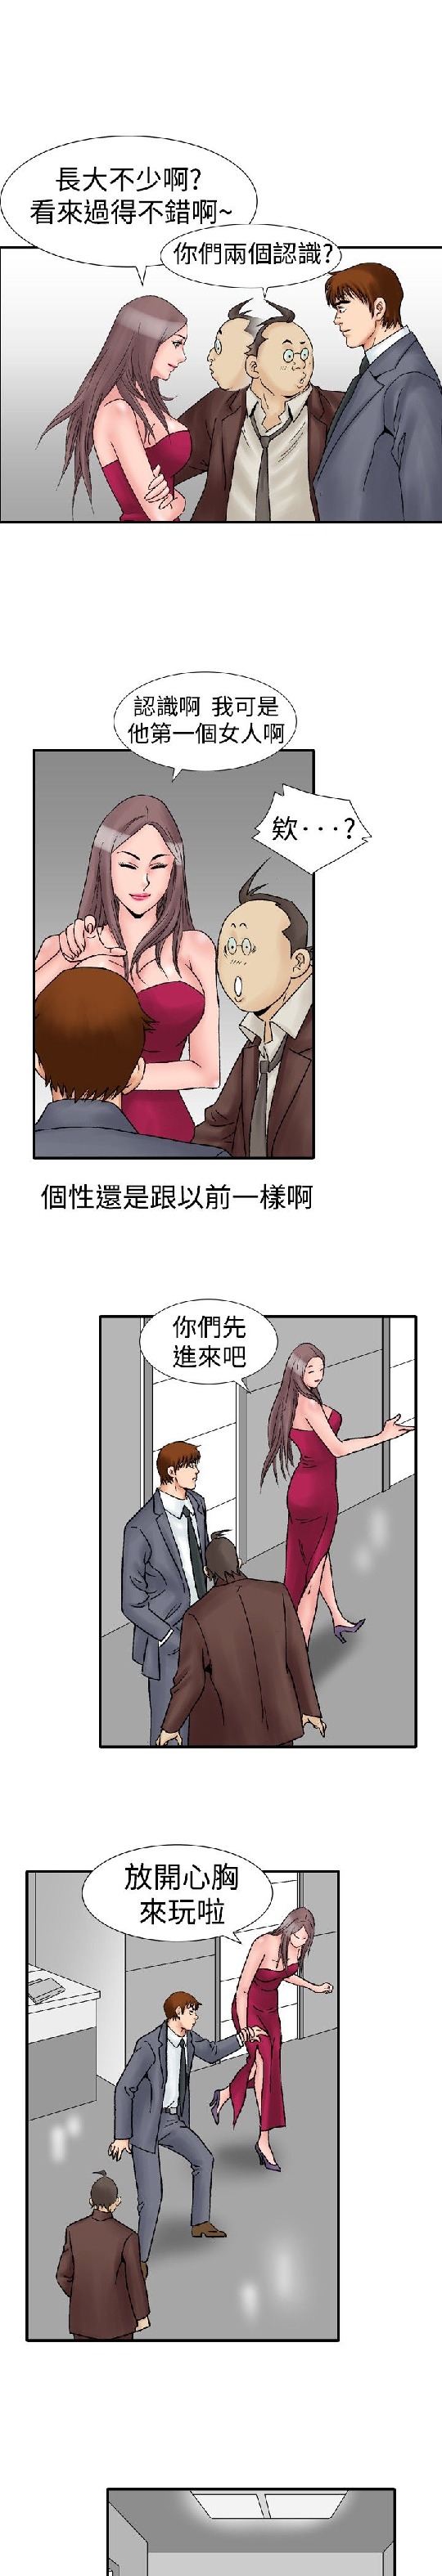 長大不少啊?
看來過得不錯啊~
你們兩個認識?
認識啊 我可是
他第一個女人啊
欸···?
個性還是跟以前一樣啊
你們先
進來吧
放開心胸
來玩啦